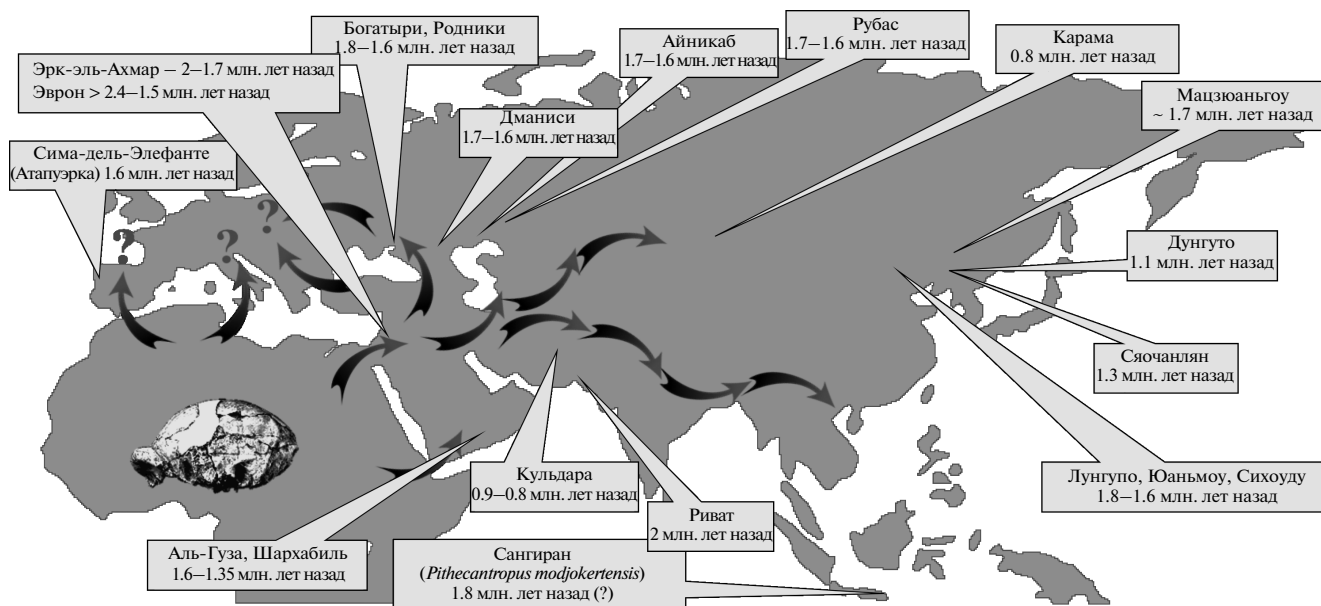 Богатыри, Родники
1.8–1.6 млн. лет назад
Айникаб
1.7–1.6 млн. лет назад
Рубас
1.7–1.6 млн. лет назад
Карама
0.8 млн. лет назад
Эрк-эль-Ахмар – 2–1.7 млн. лет назад
Эврон > 2.4–1.5 млн. лет назад
Дманиси
1.7–1.6 млн. лет назад
Мацзюаньгоу
~ 1.7 млн. лет назад
Сима-дель-Элефанте
(Атапуэрка) 1.6 млн. лет назад
?
?
?
Дунгуто
1.1 млн. лет назад
Сяочанлян
1.3 млн. лет назад
Кульдара
0.9–0.8 млн. лет назад
Лунгупо, Юаньмоу, Сихоуду
1.8–1.6 млн. лет назад
Риват
2 млн. лет назад
Аль-Гуза, Шархабиль
1.6–1.35 млн. лет назад
Сангиран
(Pithecantropus modjokertensis)
1.8 млн. лет назад (?)